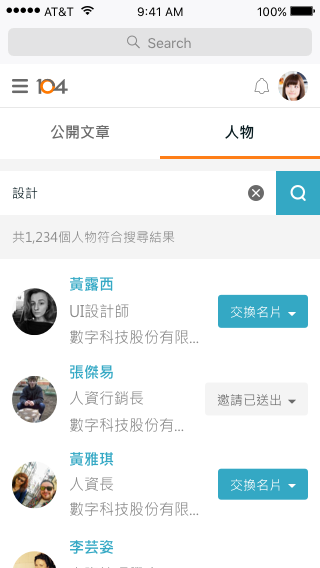 AT&T 9:41 AM 100%
Search
104
公開文章 人物
設計
共1,234個人物符合搜尋結果
黃露西
UI設計師
交換名片
數字科技股份有限...
張傑易
人資行銷長
邀請已送出
數字科技股份有...
黃雅琪
人資長
交換名片
數字科技股份有限...
李芸姿